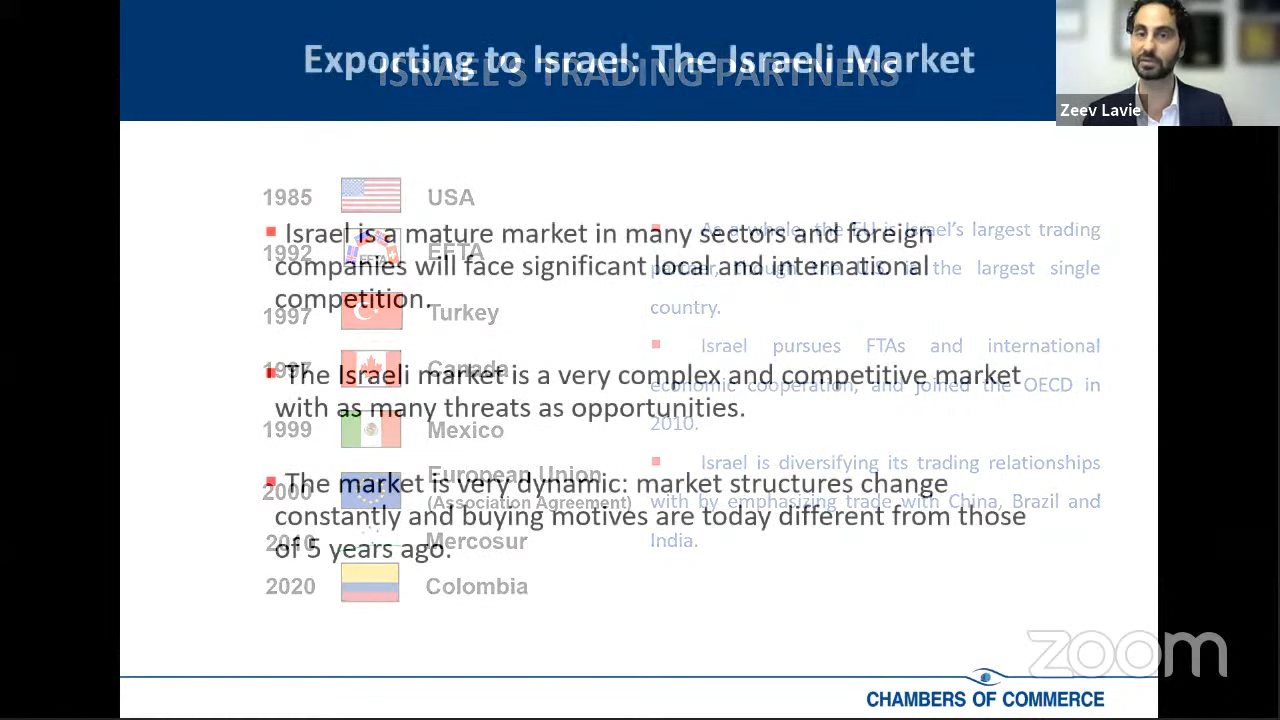 Exporting to Israel: The Israeli Market
ISRAEL'S TRADING PARTNERS
Zeev Lavie
Israel is a mature market in many sectors and foreign
companies will face significant local and international
competition.
The Israeli market is a very complex and competitive market
with as many threats as opportunities.
The market is very dynamic: market structures change
constantly and buying motives are today different from those
of 5 years ago.
1985 USA
1992 EFTA
1997 Turkey
1997 Canada
1999 Mexico
2000 European Union
(Association Agreement)
2010 Mercosur
2020 Colombia
As a whole, the EU is Israel's largest trading
partner, though the U.S. is the largest single
country.
Israel pursues FTAs and international
economic cooperation, and joined the OECD in
2010.
Israel is diversifying its trading relationships
with by emphasizing trade with China, Brazil and
India.
zoom
CHAMBERS OF COMMERCE